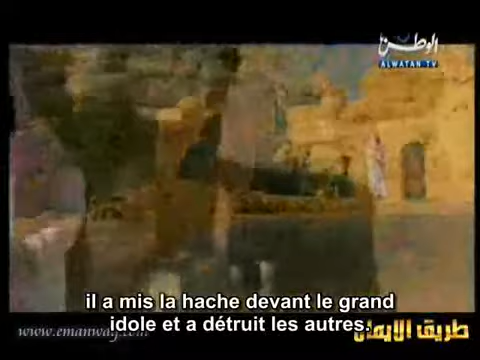 الوطن
ALWATAN TV
il a mis la hache devant le grand
idole et a détruit les autres.
www.emanway.com
طريق الإيمان